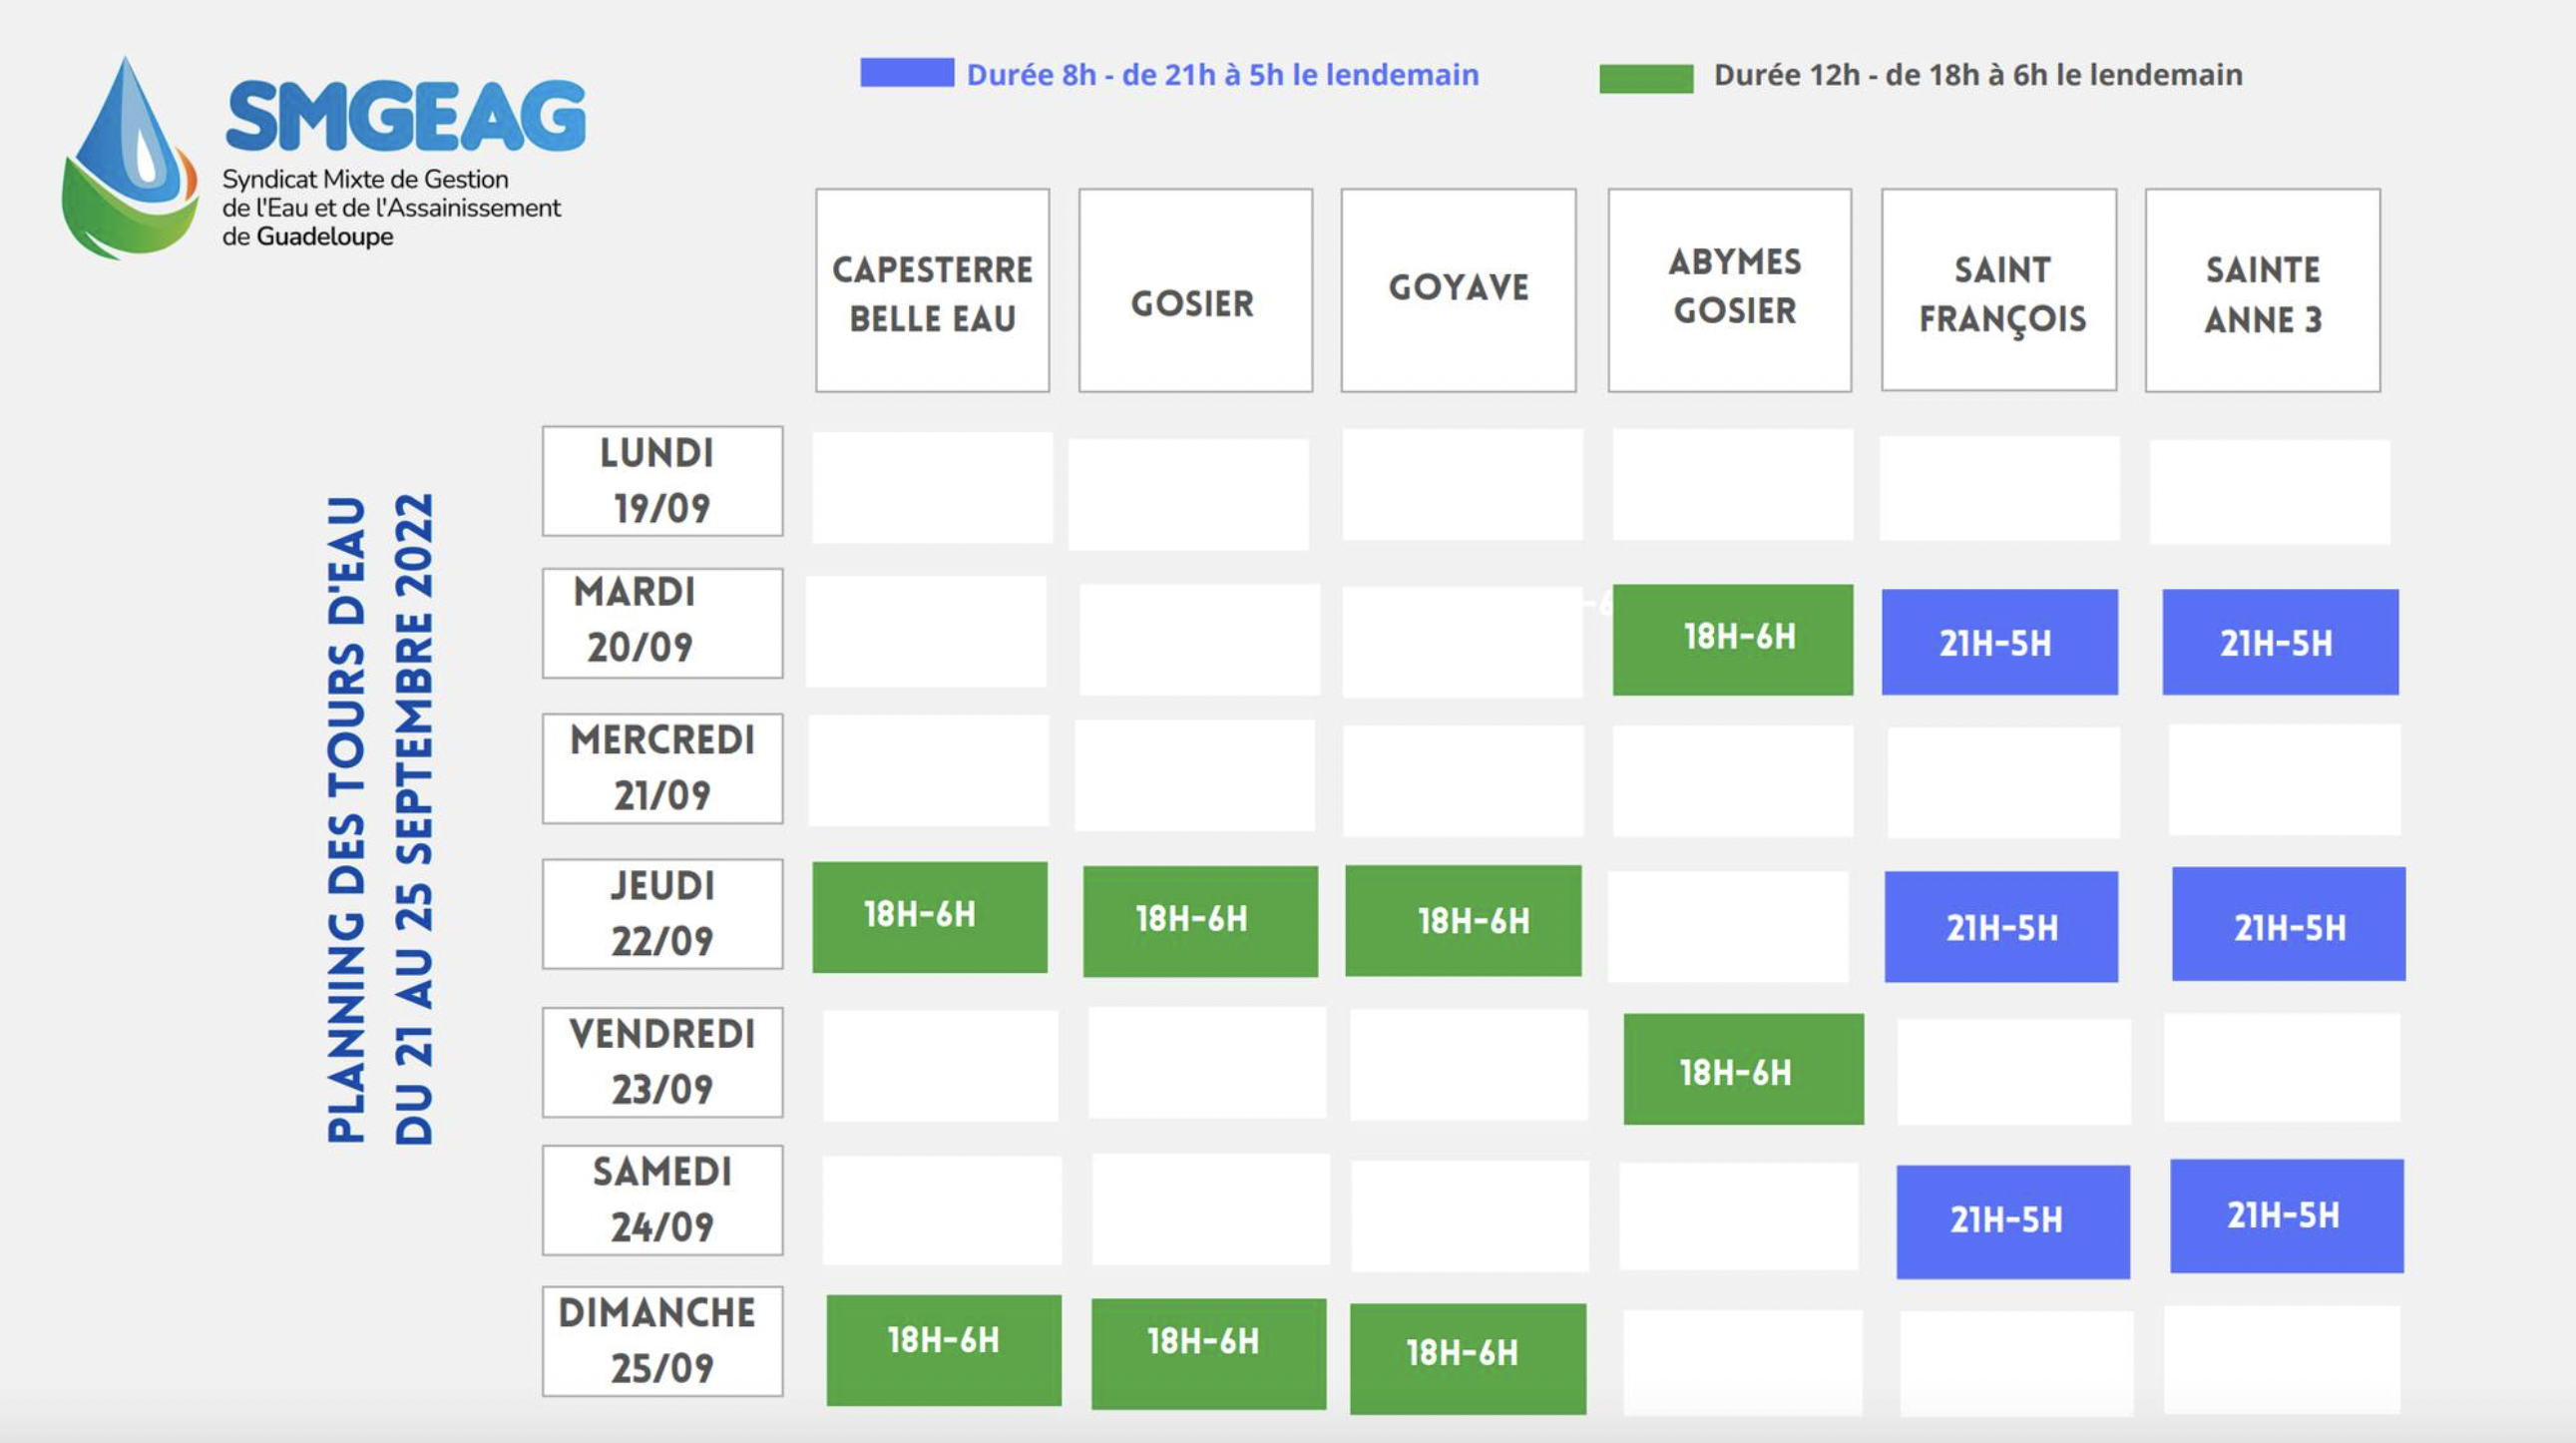 SMGEAG
Syndicat Mixte de Gestion
de l'Eau et de l'Assainissement
de Guadeloupe
Durée 8h - de 21h à 5h le lendemain
Durée 12h - de 18h à 6h le lendemain
CAPESTERRE
BELLE EAU
GOSIER
GOYAVE
ABYMES
GOSIER
SAINT
FRANÇOIS
SAINTE
ANNE 3
PLANNING DES TOURS D'EAU
DU 21 AU 25 SEPTEMBRE 2022
LUNDI
19/09
MARDI
20/09
-6
18H-6H
21H-5H
21H-5H
MERCREDI
21/09
JEUDI
22/09
18H-6H
18H-6H
18H-6H
21H-5H
21H-5H
VENDREDI
23/09
18H-6H
SAMEDI
24/09
21H-5H
21H-5H
DIMANCHE
25/09
18H-6H
18H-6H
18H-6H